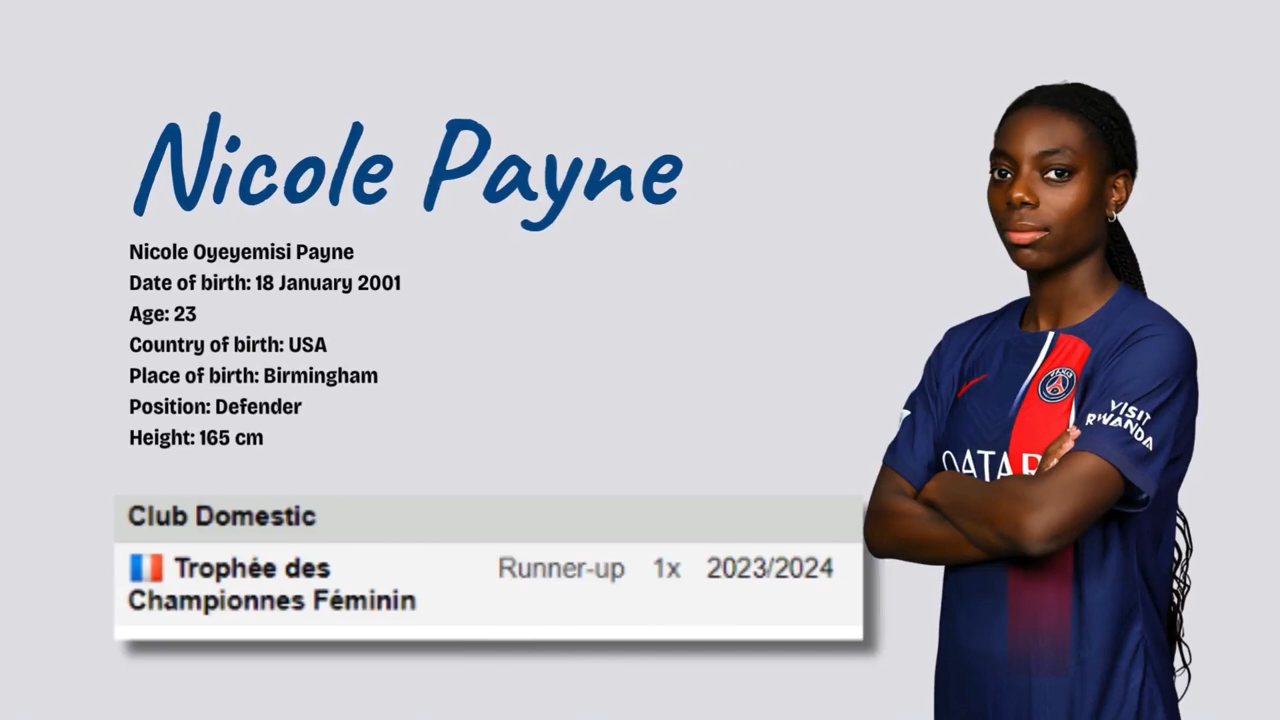 Nicole Payne
Nicole Oyeyemisi Payne
Date of birth: 18 January 2001
Age: 23
Country of birth: USA
Place of birth: Birmingham
Position: Defender
Height: 165 cm
Club Domestic
Trophée des Runner-up 1x 2023/2024
Championnes Féminin
PARIS
VISIT
RWANDA
QATAR